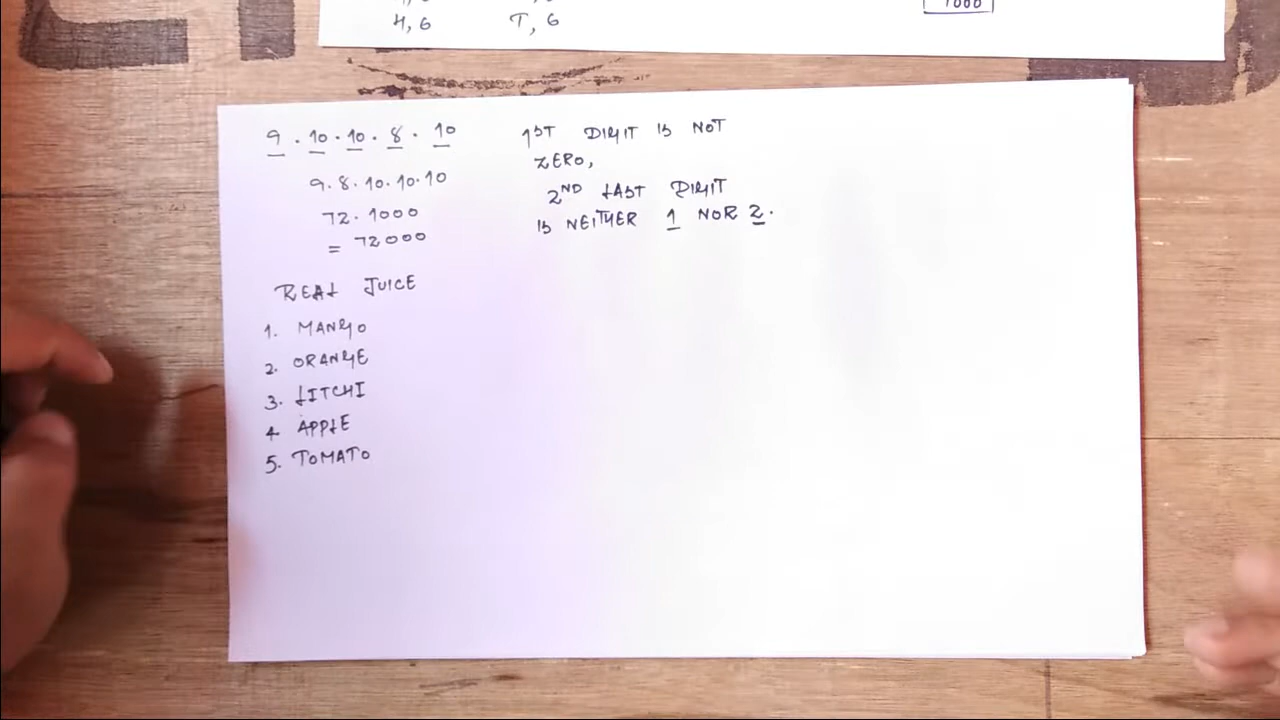 4, 6 T, 6
1000
9 . 10 . 10 . 8 . 10
9. 8. 10. 10. 10
72. 1000
= 72000
1ST DIGIT IS NOT
ZERO,
2ND LAST DIGIT
IS NEITHER 1 NOR 2.
REAL JUICE
1. MANGO
2. ORANGE
3. LITCHI
4. APPLE
5. TOMATO